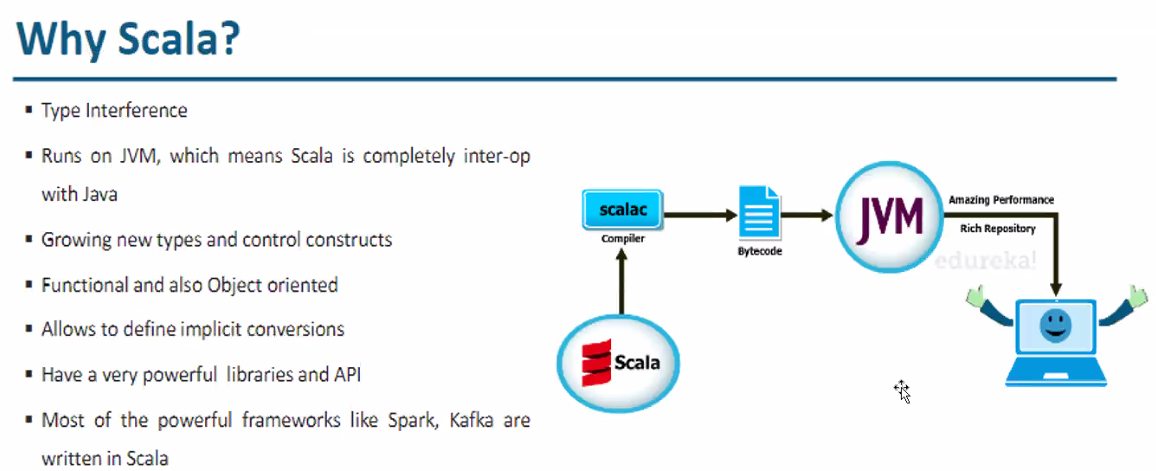 Why Scala?
▪ Type Interference
▪ Runs on JVM, which means Scala is completely inter-op
with Java
▪ Growing new types and control constructs
▪ Functional and also Object oriented
▪ Allows to define implicit conversions
▪ Have a very powerful libraries and API
▪ Most of the powerful frameworks like Spark, Kafka are
written in Scala
scalac
Compiler
Bytecode
JVM
Amazing Performance
Rich Repository
edureka!
Scala